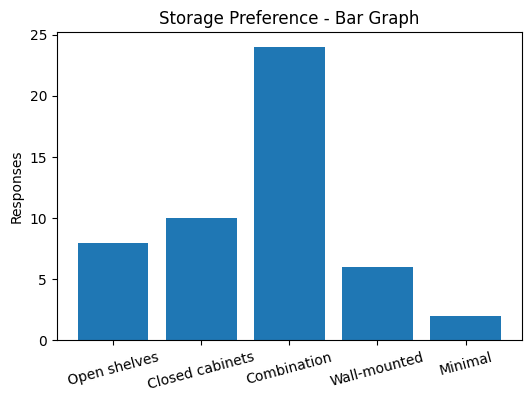 Storage Preference - Bar Graph
25
20
15
10
5
0
Responses
Open shelves
Closed cabinets
Combination
Wall-mounted
Minimal